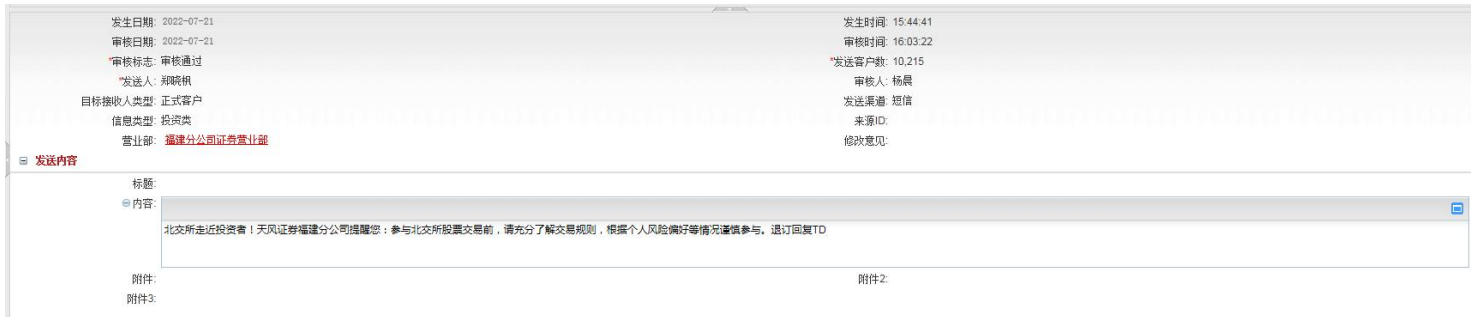 发生日期: 2022-07-21 发生时间: 15:44:41
审核日期: 2022-07-21 审核时间: 16:03:22
*审核标志: 审核通过 *发送客户数: 10,215
*发送人: 郑晓枫 审核人: 杨晨
目标接收人类型: 正式客户 发送渠道: 短信
信息类型: 投资类 来源ID:
营业部: 福建分公司证券营业部 修改意见:
发送内容
标题:
内容:
北交所走近投资者！天风证券福建分公司提醒您：参与北交所股票交易前，请充分了解交易规则，根据个人风险偏好等情况谨慎参与。退订回复TD
附件: 附件2:
附件3: